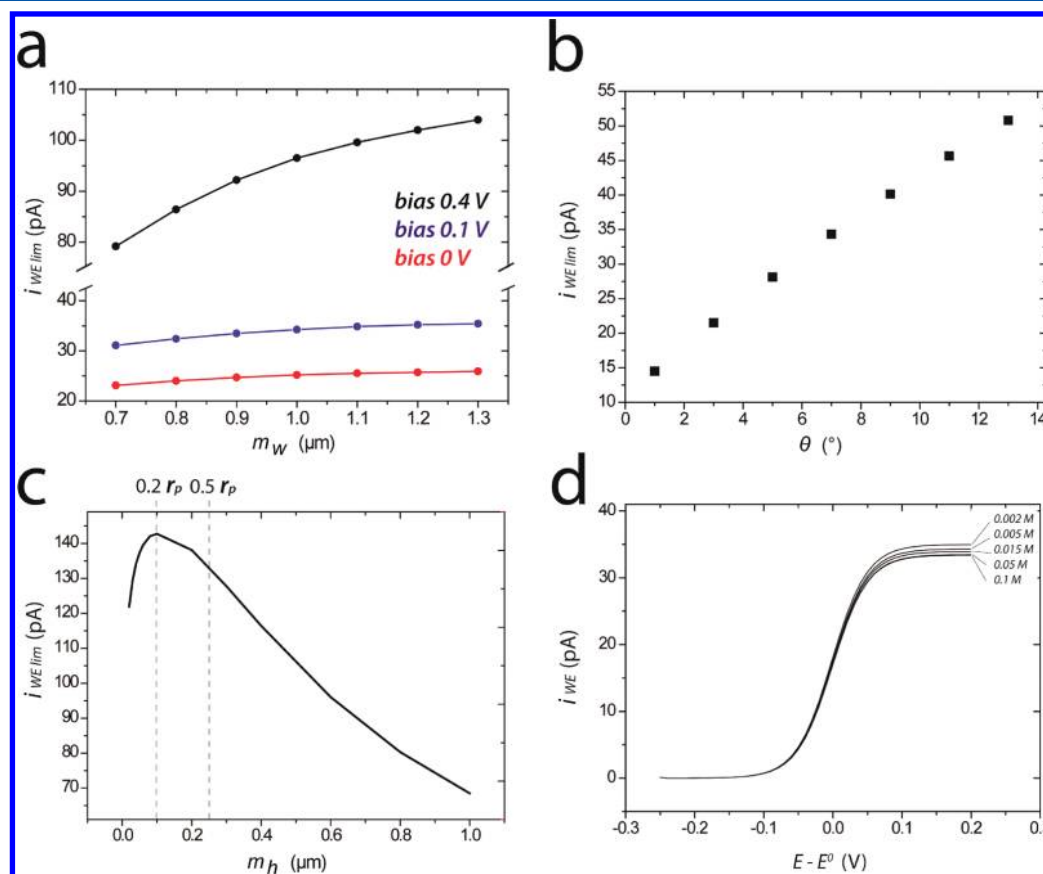 a
110
100
90
80
40
30
20
i WE lim (pA)
bias 0.4 V
bias 0.1 V
bias 0 V
0.7 0.8 0.9 1.0 1.1 1.2 1.3
m w (μm)
b
55
50
45
40
35
30
25
20
15
10
i WE lim (pA)
0 2 4 6 8 10 12 14
θ (°)
c
0.2 rp 0.5 rp
140
130
120
110
100
90
80
70
i WE lim (pA)
0.0 0.2 0.4 0.6 0.8 1.0
m h (μm)
d
40
30
20
10
0
i WE (pA)
0.002 M
0.005 M
0.015 M
0.05 M
0.1 M
-0.3 -0.2 -0.1 0.0 0.1 0.2
E - E⁰ (V)